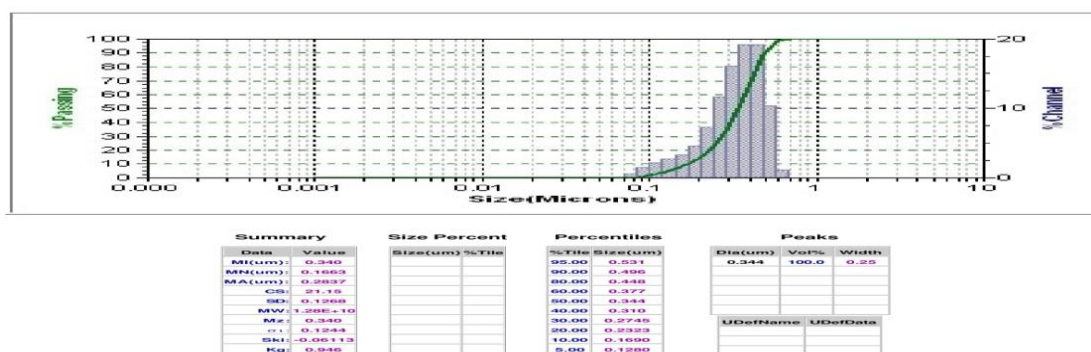 100
90
80
70
60
50
40
30
20
10
0
%Passing
20
10
0
%Channel
0.000 0.001 0.01 0.1 1 10
Size(Microns)
Summary
Data Value
MI(um): 0.340
MN(um): 0.1663
MA(um): 0.2837
CS: 21.15
SD: 0.1268
MW: 1.28E+10
Mz: 0.340
σı: 0.1244
Ski: -0.06113
Kg: 0.946
Size Percent
Size(um) %Tile
Percentiles
%Tile Size(um)
95.00 0.531
90.00 0.496
80.00 0.448
60.00 0.377
50.00 0.344
40.00 0.310
30.00 0.2745
20.00 0.2323
10.00 0.1690
5.00 0.1280
Peaks
Dia(um) Vol% Width
0.344 100.0 0.25
UDefName UDefData